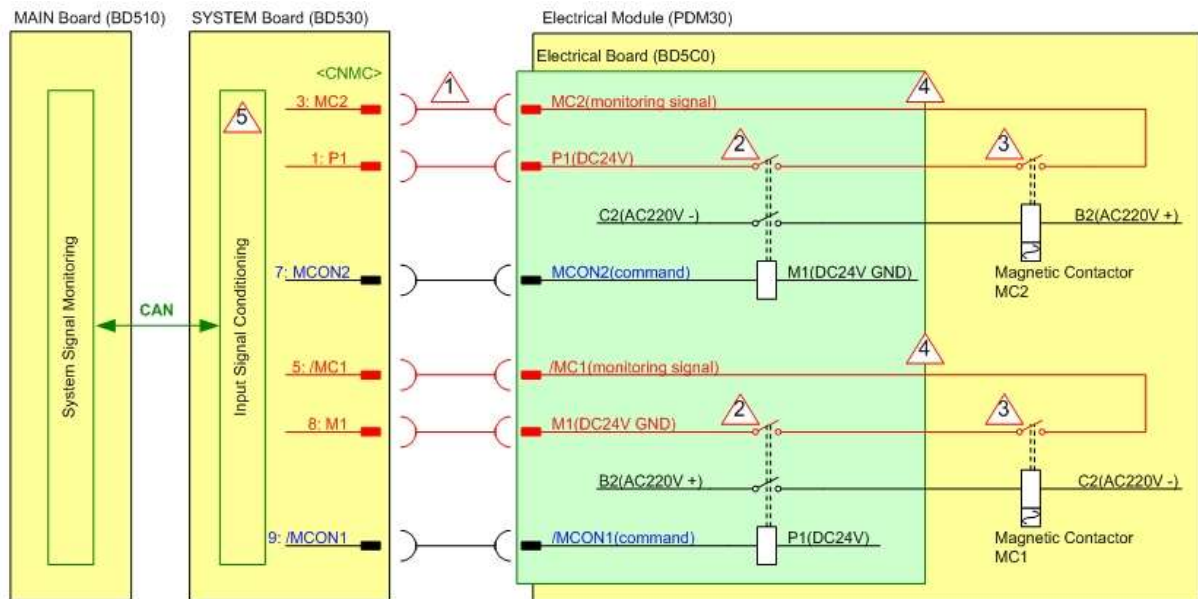 MAIN Board (BD510)
SYSTEM Board (BD530)
Electrical Module (PDM30)
Electrical Board (BD5C0)
<CNMC>
1
4
3: MC2
MC2(monitoring signal)
5
2
3
1: P1
P1(DC24V)
C2(AC220V -)
B2(AC220V +)
7: MCON2
MCON2(command)
M1(DC24V GND)
Magnetic Contactor
MC2
System Signal Monitoring
CAN
Input Signal Conditioning
4
5: /MC1
/MC1(monitoring signal)
2
3
8: M1
M1(DC24V GND)
B2(AC220V +)
C2(AC220V -)
9: /MCON1
/MCON1(command)
P1(DC24V)
Magnetic Contactor
MC1